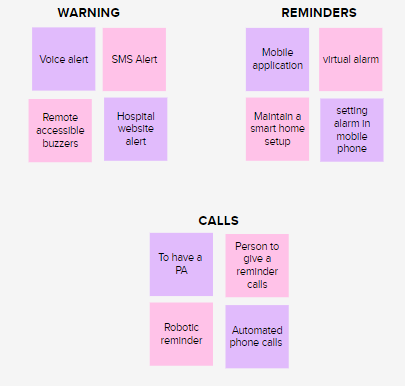 WARNING
Voice alert
SMS Alert
Remote
accessible
buzzers
Hospital
website
alert
REMINDERS
Mobile
application
virtual alarm
Maintain a
smart home
setup
setting
alarm in
mobile
phone
CALLS
To have a
PA
Person to
give a
reminder
calls
Robotic
reminder
Automated
phone calls